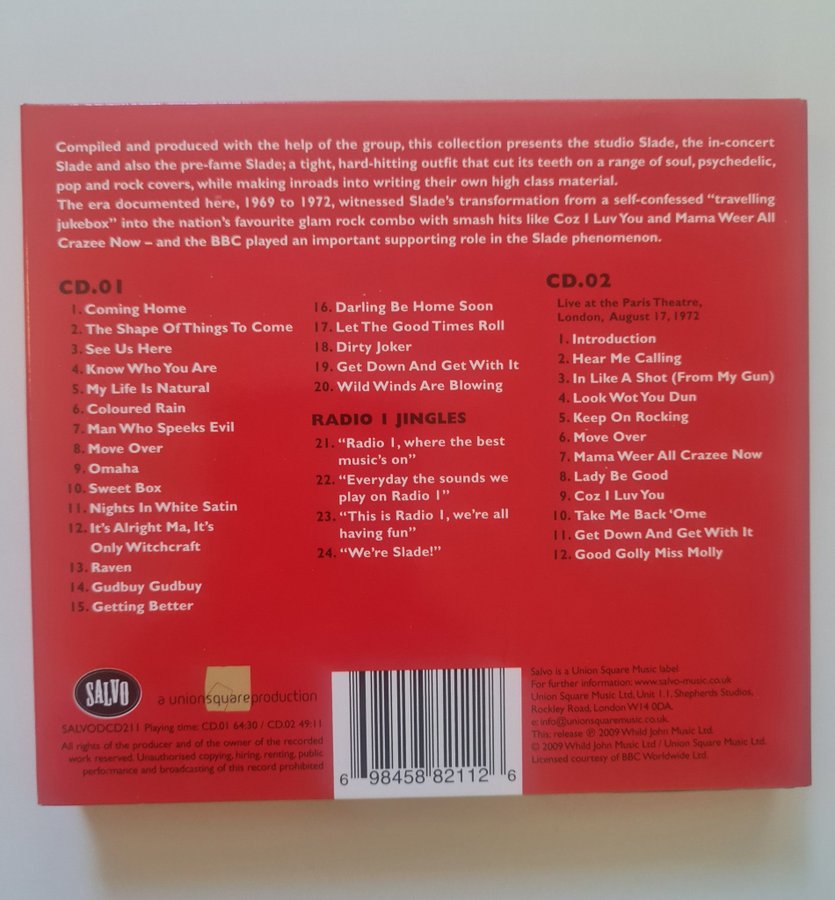 Compiled and produced with the help of the group, this collection presents the studio Slade, the in-concert
Slade and also the pre-fame Slade; a tight, hard-hitting outfit that cut its teeth on a range of soul, psychedelic,
pop and rock covers, while making inroads into writing their own high class material.
The era documented here, 1969 to 1972, witnessed Slade's transformation from a self-confessed "travelling
jukebox" into the nation's favourite glam rock combo with smash hits like Coz I Luv You and Mama Weer All
Crazee Now – and the BBC played an important supporting role in the Slade phenomenon.
CD.01
1. Coming Home
2. The Shape Of Things To Come
3. See Us Here
4. Know Who You Are
5. My Life Is Natural
6. Coloured Rain
7. Man Who Speeks Evil
8. Move Over
9. Omaha
10. Sweet Box
11. Nights In White Satin
12. It's Alright Ma, It's
Only Witchcraft
13. Raven
14. Gudbuy Gudbuy
15. Getting Better
16. Darling Be Home Soon
17. Let The Good Times Roll
18. Dirty Joker
19. Get Down And Get With It
20. Wild Winds Are Blowing
RADIO 1 JINGLES
21. "Radio 1, where the best
music's on"
22. "Everyday the sounds we
play on Radio 1"
23. "This is Radio 1, we're all
having fun"
24. "We're Slade!"
CD.02
Live at the Paris Theatre,
London, August 17, 1972
1. Introduction
2. Hear Me Calling
3. In Like A Shot (From My Gun)
4. Look Wot You Dun
5. Keep On Rocking
6. Move Over
7. Mama Weer All Crazee Now
8. Lady Be Good
9. Coz I Luv You
10. Take Me Back 'Ome
11. Get Down And Get With It
12. Good Golly Miss Molly
SALVO
a unionsquareproduction
SALVODCD211 Playing time: CD.01 64:30 / CD.02 49:11
All rights of the producer and of the owner of the recorded
work reserved. Unauthorised copying, hiring, renting, public
performance and broadcasting of this record prohibited
6 98458 82112 6
Salvo is a Union Square Music label
For further information: www.salvo-music.co.uk
Union Square Music Ltd, Unit 1.1, Shepherds Studios,
Rockley Road, London W14 0DA.
e: info@unionsquaremusic.co.uk
This release ℗ 2009 Whild John Music Ltd.
© 2009 Whild John Music Ltd / Union Square Music Ltd.
Licensed courtesy of BBC Worldwide Ltd.